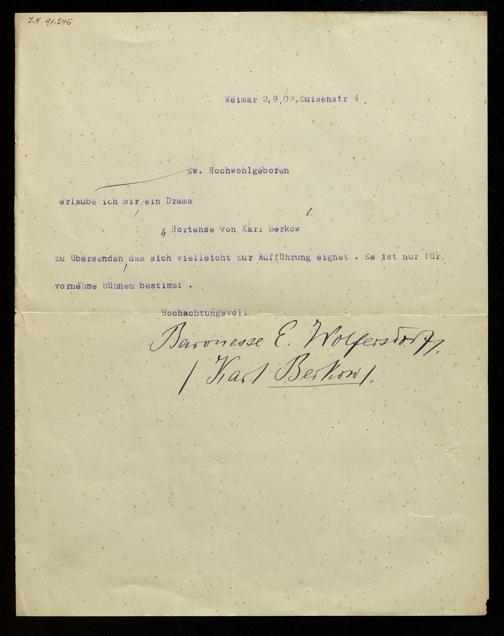 J.N. 91.246
Weimar 2,9,0 ,Luisenstr 4 ,
Ew. Hochwohlgeboren
erlaube ich mir, ein Drama
„ Hortense von Karl Berkow "
zu übersenden, das sich vielleicht zur Aufführung eignet . Es ist nur für
vornehme Bühnen bestimmt .
Hochachtungsvoll
Baronesse E. Wolfersdorff,
/ Karl Berkow /.